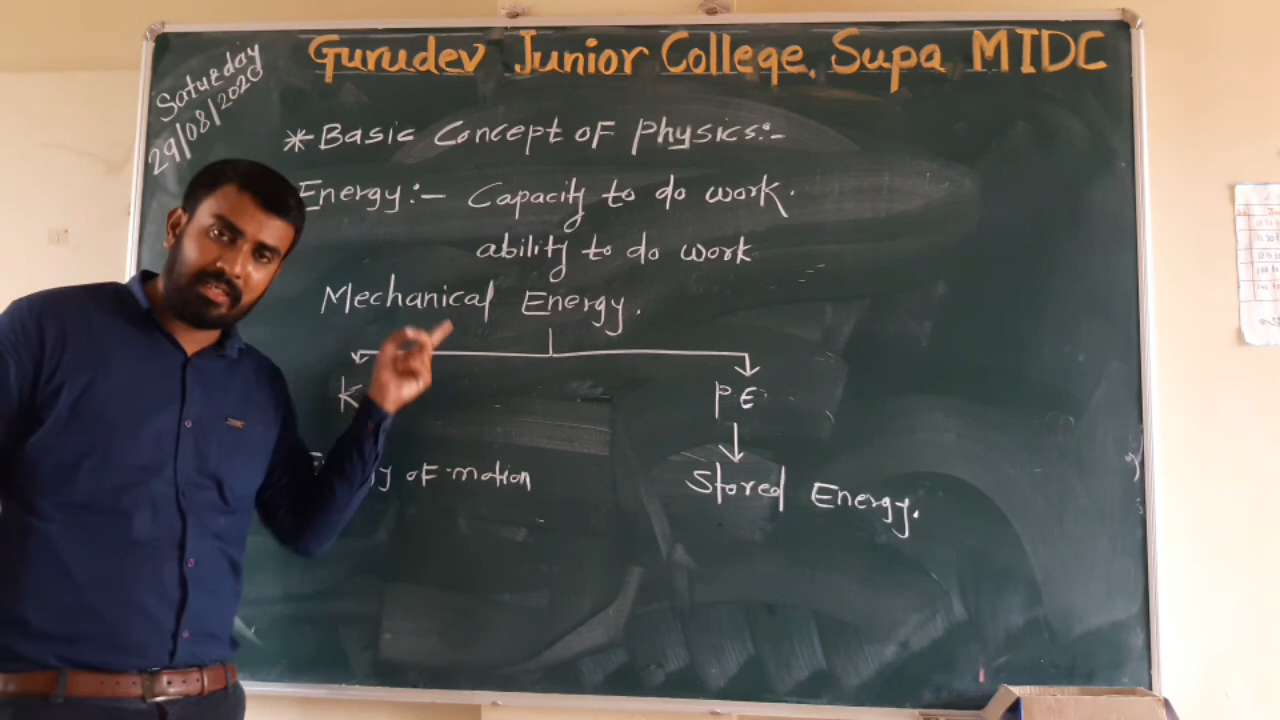 Gurudev Junior College, Supa MIDC
Saturday
29/08/2020
* Basic Concept of Physics:-
Energy:- Capacity to do work.
ability to do work
Mechanical Energy.
K
PE
of motion
Stored Energy.